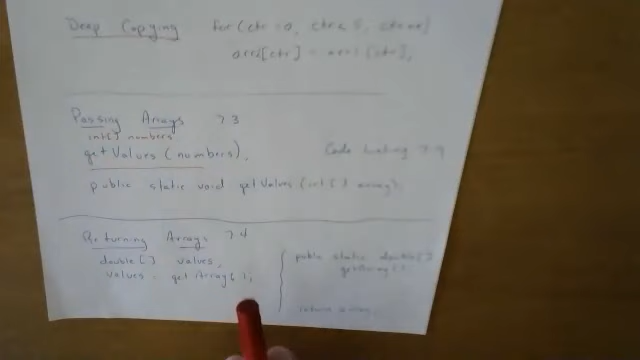 Deep Copying for(ctr = 0, ctr < 5, ctr++)
arr2[ctr] = arr1[ctr];
Passing Arrays 7.3
int[] numbers
getValues(numbers);
Code Listing 7-9
public static void getValues(int[] array);
Returning Arrays 7.4
double[] values;
values = getArray();
public static double[]
getArray()
return array